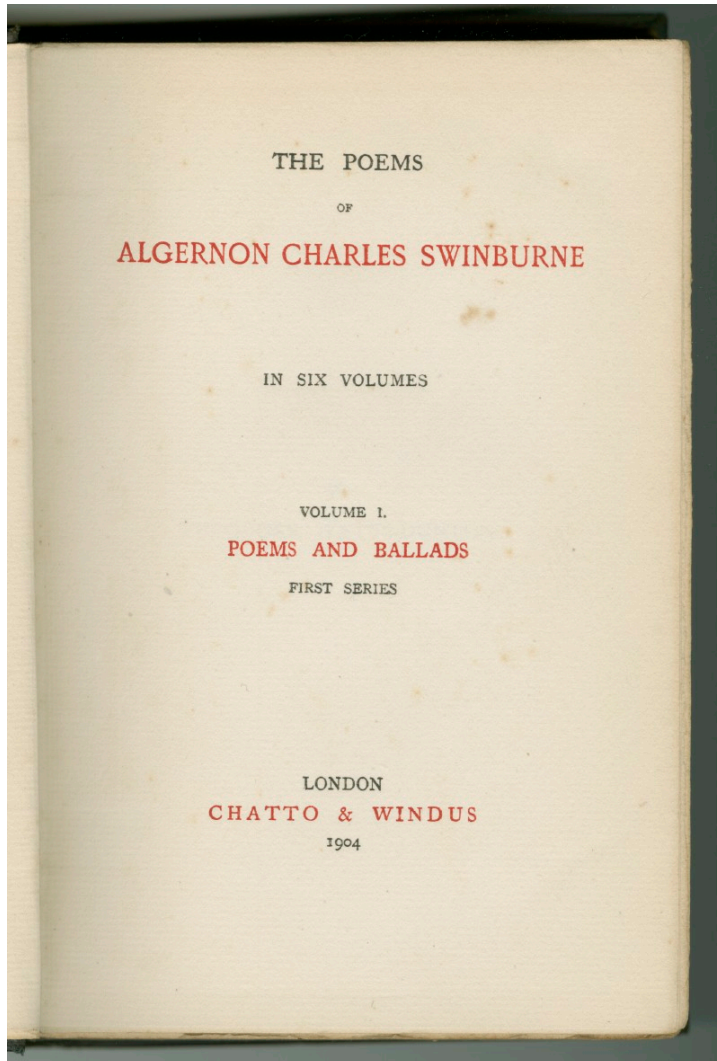 THE POEMS
OF
ALGERNON CHARLES SWINBURNE
IN SIX VOLUMES
VOLUME I.
POEMS AND BALLADS
FIRST SERIES
LONDON
CHATTO & WINDUS
1904